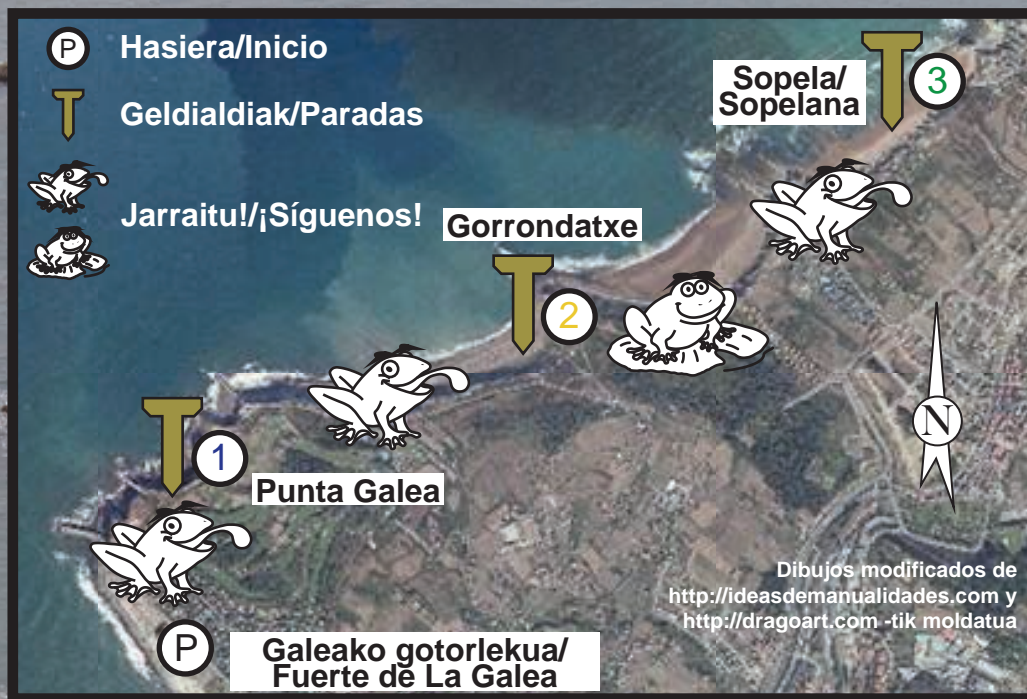 P Hasiera/Inicio
Geldialdiak/Paradas
Jarraitu!/¡Síguenos!
Sopela/
Sopelana
3
Gorrondatxe
2
1
Punta Galea
N
P
Galeako gotorlekua/
Fuerte de La Galea
Dibujos modificados de
http://ideasdemanualidades.com y
http://dragoart.com -tik moldatua